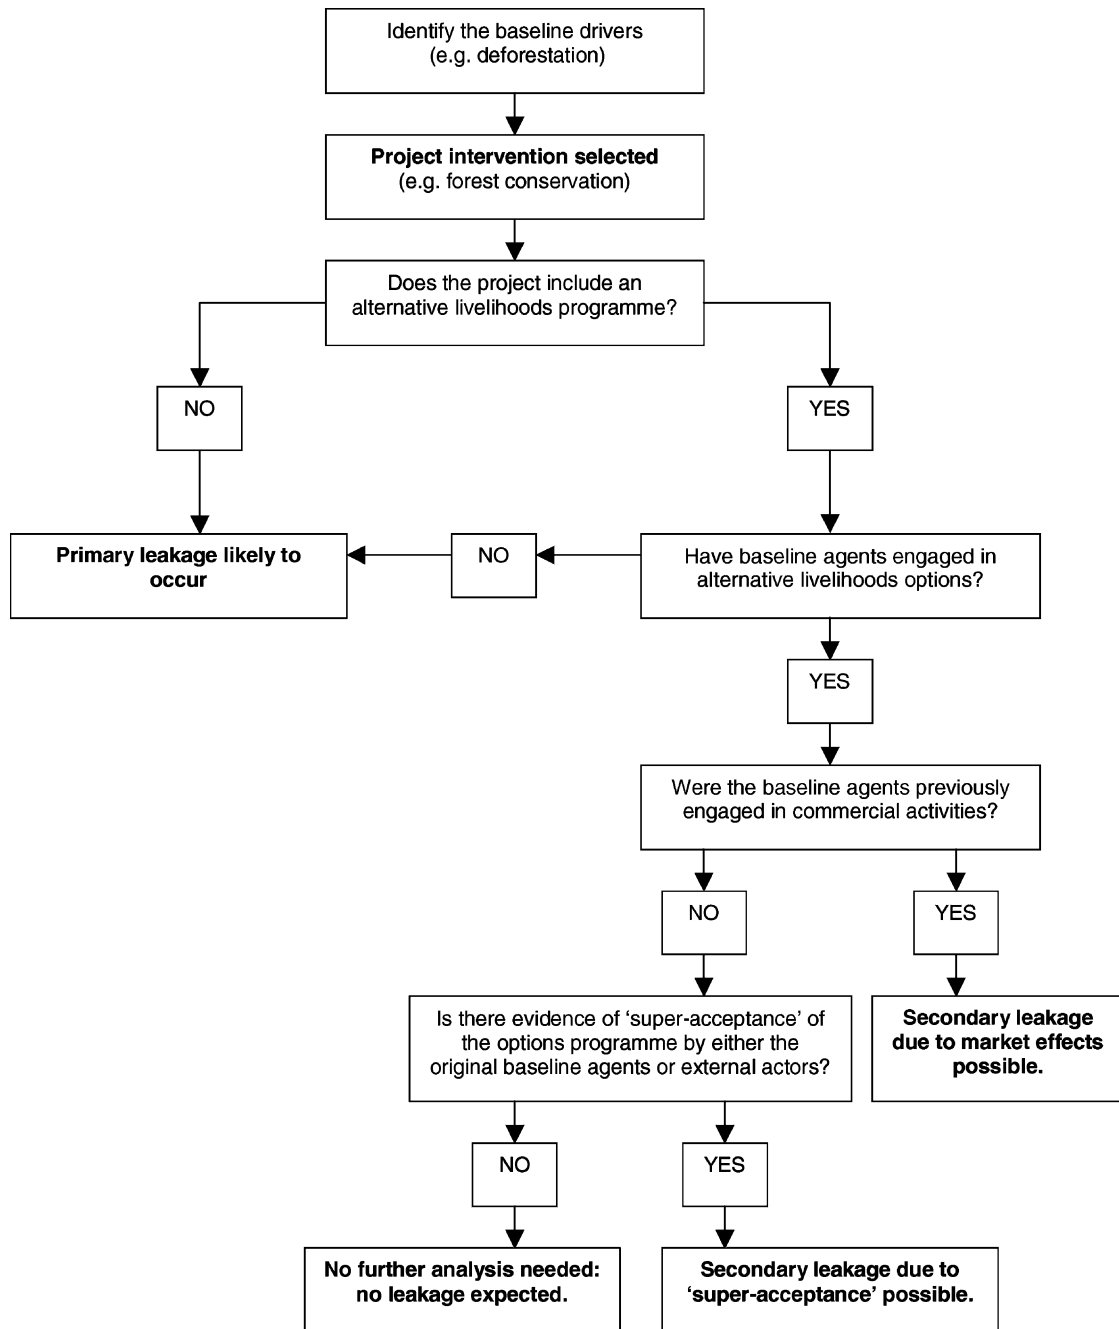 Identify the baseline drivers
(e.g. deforestation)
Project intervention selected
(e.g. forest conservation)
Does the project include an
alternative livelihoods programme?
NO
YES
Primary leakage likely to
occur
NO
Have baseline agents engaged in
alternative livelihoods options?
YES
Were the baseline agents previously
engaged in commercial activities?
NO
YES
Is there evidence of ‘super-acceptance’ of
the options programme by either the
original baseline agents or external actors?
Secondary leakage
due to market effects
possible.
NO
YES
No further analysis needed:
no leakage expected.
Secondary leakage due to
‘super-acceptance’ possible.